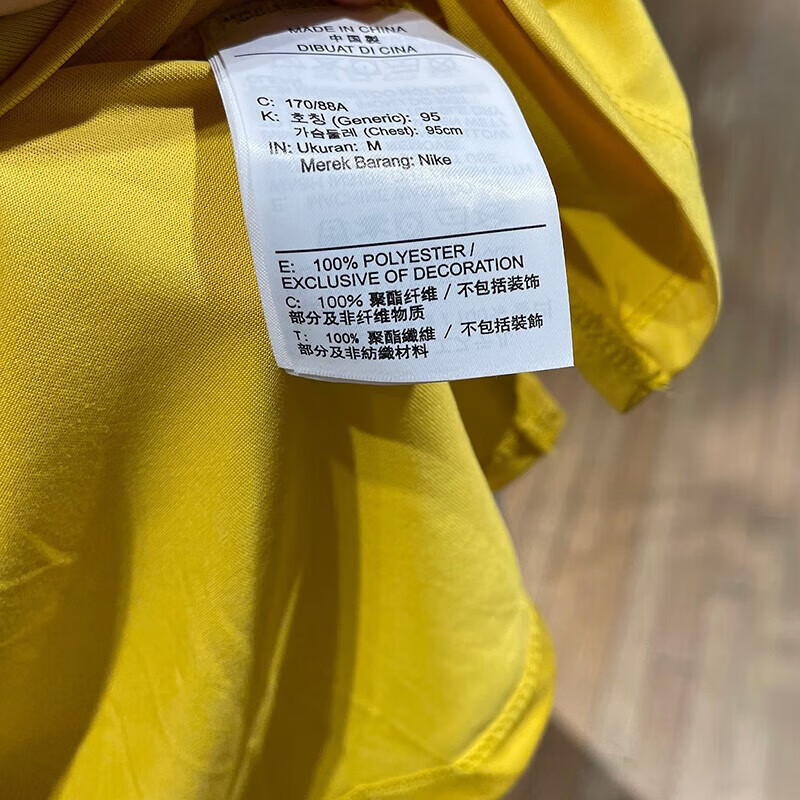 MADE IN CHINA
中国製
DIBUAT DI CINA
C: 170/88A
K: 호칭 (Generic): 95
가슴둘레 (Chest): 95cm
IN: Ukuran: M
Merek Barang: Nike
E: 100% POLYESTER /
EXCLUSIVE OF DECORATION
C: 100% 聚酯纤维 / 不包括装饰
部分及非纤维物质
T: 100% 聚酯纖維 / 不包括裝飾
部分及非紡織材料